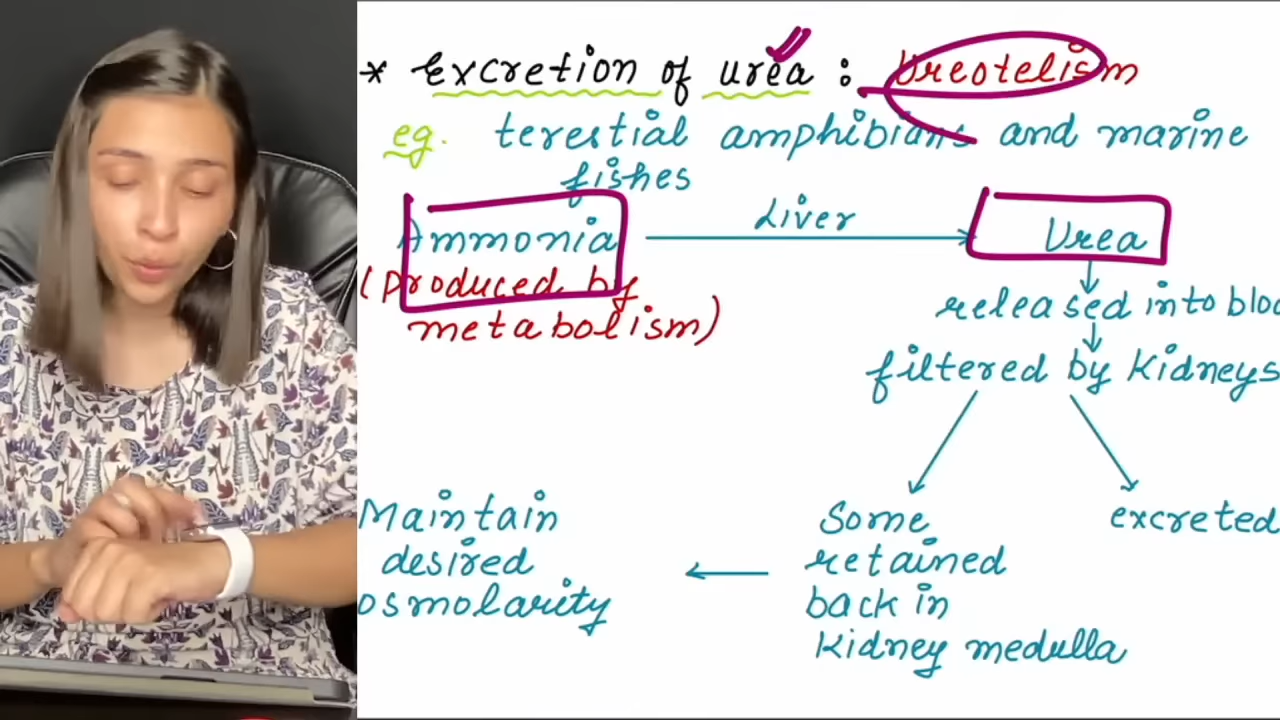 * Excretion of urea : Ureotelism
eg. terestial amphibians and marine
fishes
Ammonia Liver Urea
(produced by
metabolism)
released into
filtered by kidneys
Maintain
desired
osmolarity
Some
retained
back in
kidney medulla
excreted